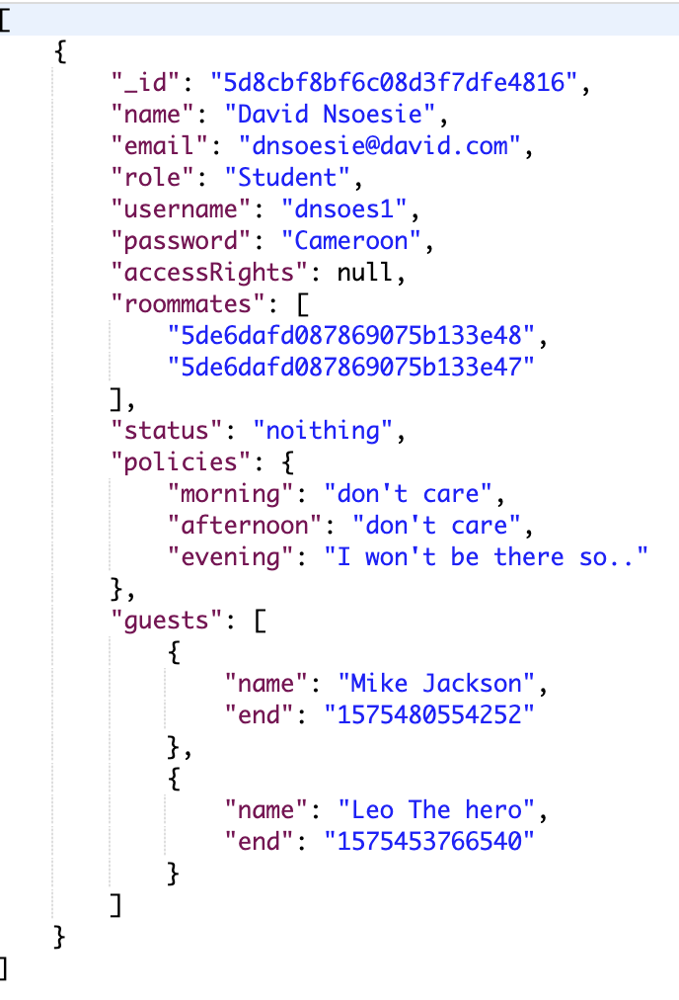 [
    {
        "_id": "5d8cbf8bf6c08d3f7dfe4816",
        "name": "David Nsoesie",
        "email": "dnsoesie@david.com",
        "role": "Student",
        "username": "dnsoes1",
        "password": "Cameroon",
        "accessRights": null,
        "roommates": [
            "5de6dafd087869075b133e48",
            "5de6dafd087869075b133e47"
        ],
        "status": "noithing",
        "policies": {
            "morning": "don't care",
            "afternoon": "don't care",
            "evening": "I won't be there so.."
        },
        "guests": [
            {
                "name": "Mike Jackson",
                "end": "1575480554252"
            },
            {
                "name": "Leo The hero",
                "end": "1575453766540"
            }
        ]
    }
]